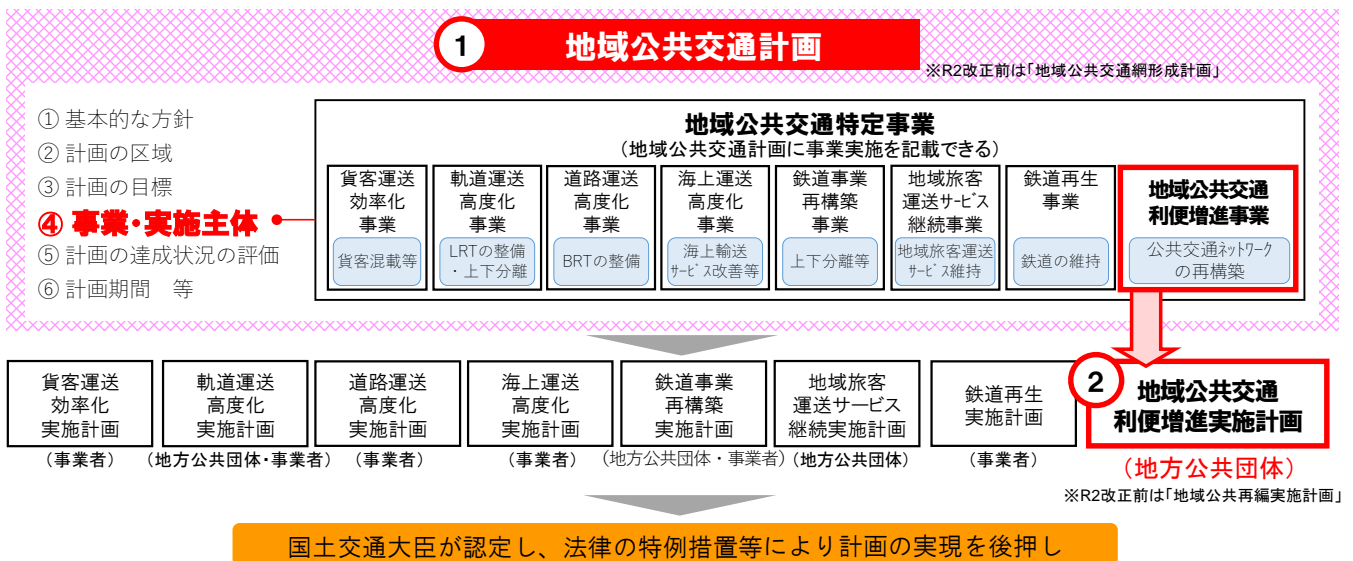 1 地域公共交通計画
※R2改正前は「地域公共交通網形成計画」
① 基本的な方針
② 計画の区域
③ 計画の目標
④ 事業・実施主体
⑤ 計画の達成状況の評価
⑥ 計画期間　等
地域公共交通特定事業
(地域公共交通計画に事業実施を記載できる)
貨客運送
効率化
事業
貨客混載等
軌道運送
高度化
事業
LRTの整備
・上下分離
道路運送
高度化
事業
BRTの整備
海上運送
高度化
事業
海上輸送
ｻｰﾋﾞｽ改善等
鉄道事業
再構築
事業
上下分離等
地域旅客
運送サービス
継続事業
地域旅客運送
ｻｰﾋﾞｽ維持
鉄道再生
事業
鉄道の維持
地域公共交通
利便増進事業
公共交通ﾈｯﾄﾜｰｸ
の再構築
貨客運送
効率化
実施計画
(事業者)
軌道運送
高度化
実施計画
(地方公共団体・事業者)
道路運送
高度化
実施計画
(事業者)
海上運送
高度化
実施計画
(事業者)
鉄道事業
再構築
実施計画
(地方公共団体・事業者)
地域旅客
運送サービス
継続実施計画
(地方公共団体)
鉄道再生
実施計画
(事業者)
2
地域公共交通
利便増進実施計画
(地方公共団体)
※R2改正前は「地域公共再編実施計画」
国土交通大臣が認定し、法律の特例措置等により計画の実現を後押し